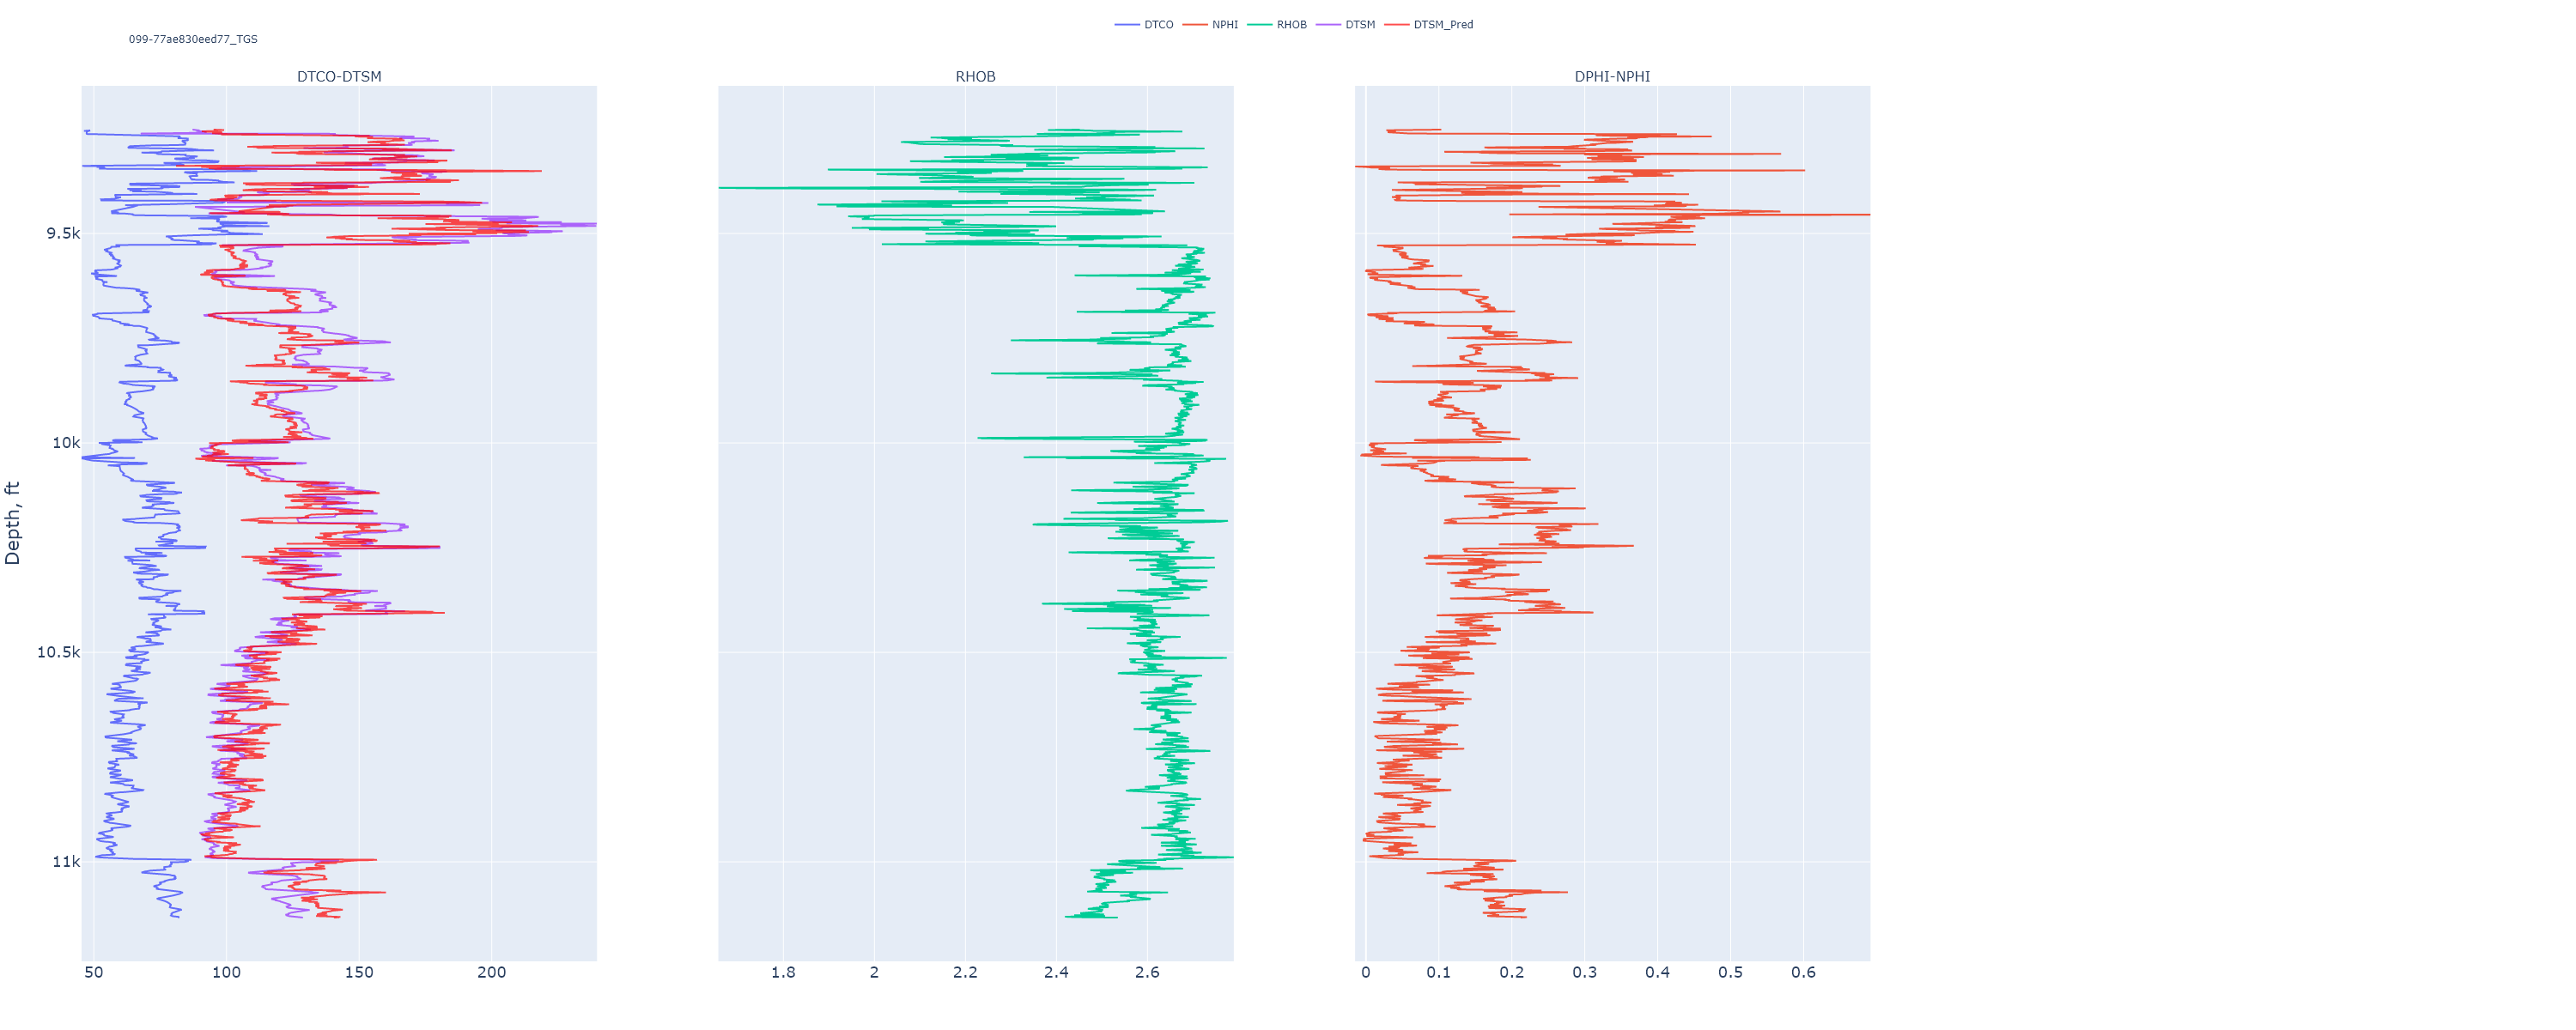 DTCO NPHI RHOB DTSM DTSM_Pred
099-77ae830eed77_TGS
DTCO-DTSM RHOB DPHI-NPHI
9.5k
10k
Depth, ft
10.5k
11k
50 100 150 200 1.8 2 2.2 2.4 2.6 0 0.1 0.2 0.3 0.4 0.5 0.6